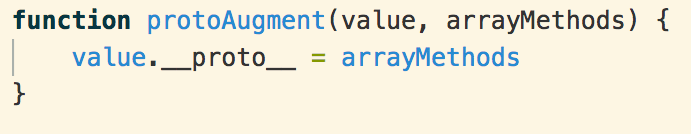 function protoAugment(value, arrayMethods) {
    value.__proto__ = arrayMethods
}